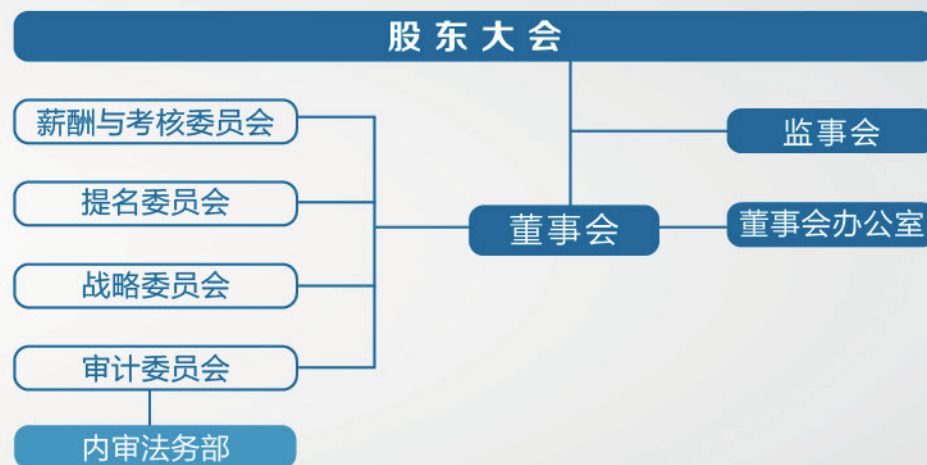 股东大会
薪酬与考核委员会
监事会
提名委员会
董事会
董事会办公室
战略委员会
审计委员会
内审法务部